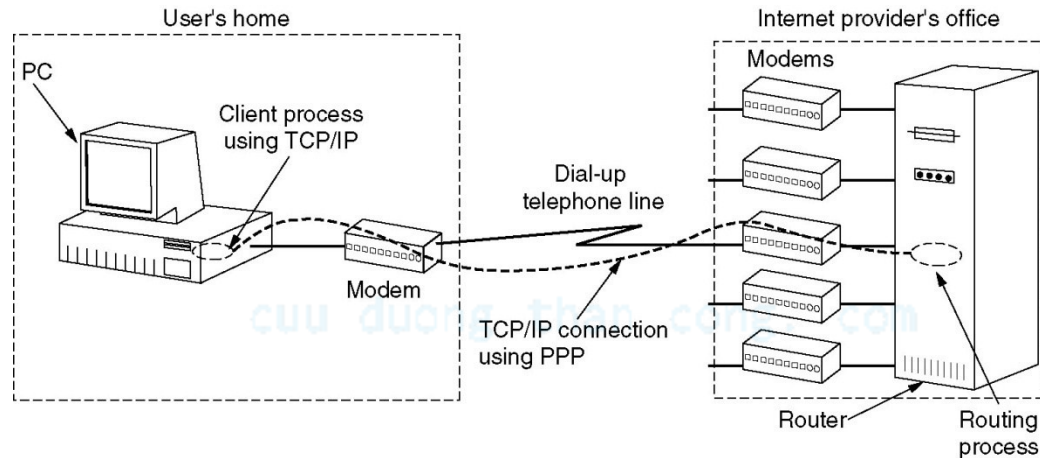 User's home
Internet provider's office
PC
Modems
Client process
using TCP/IP
Dial-up
telephone line
Modem
cuu duong than cong. com
TCP/IP connection
using PPP
Router
Routing
process